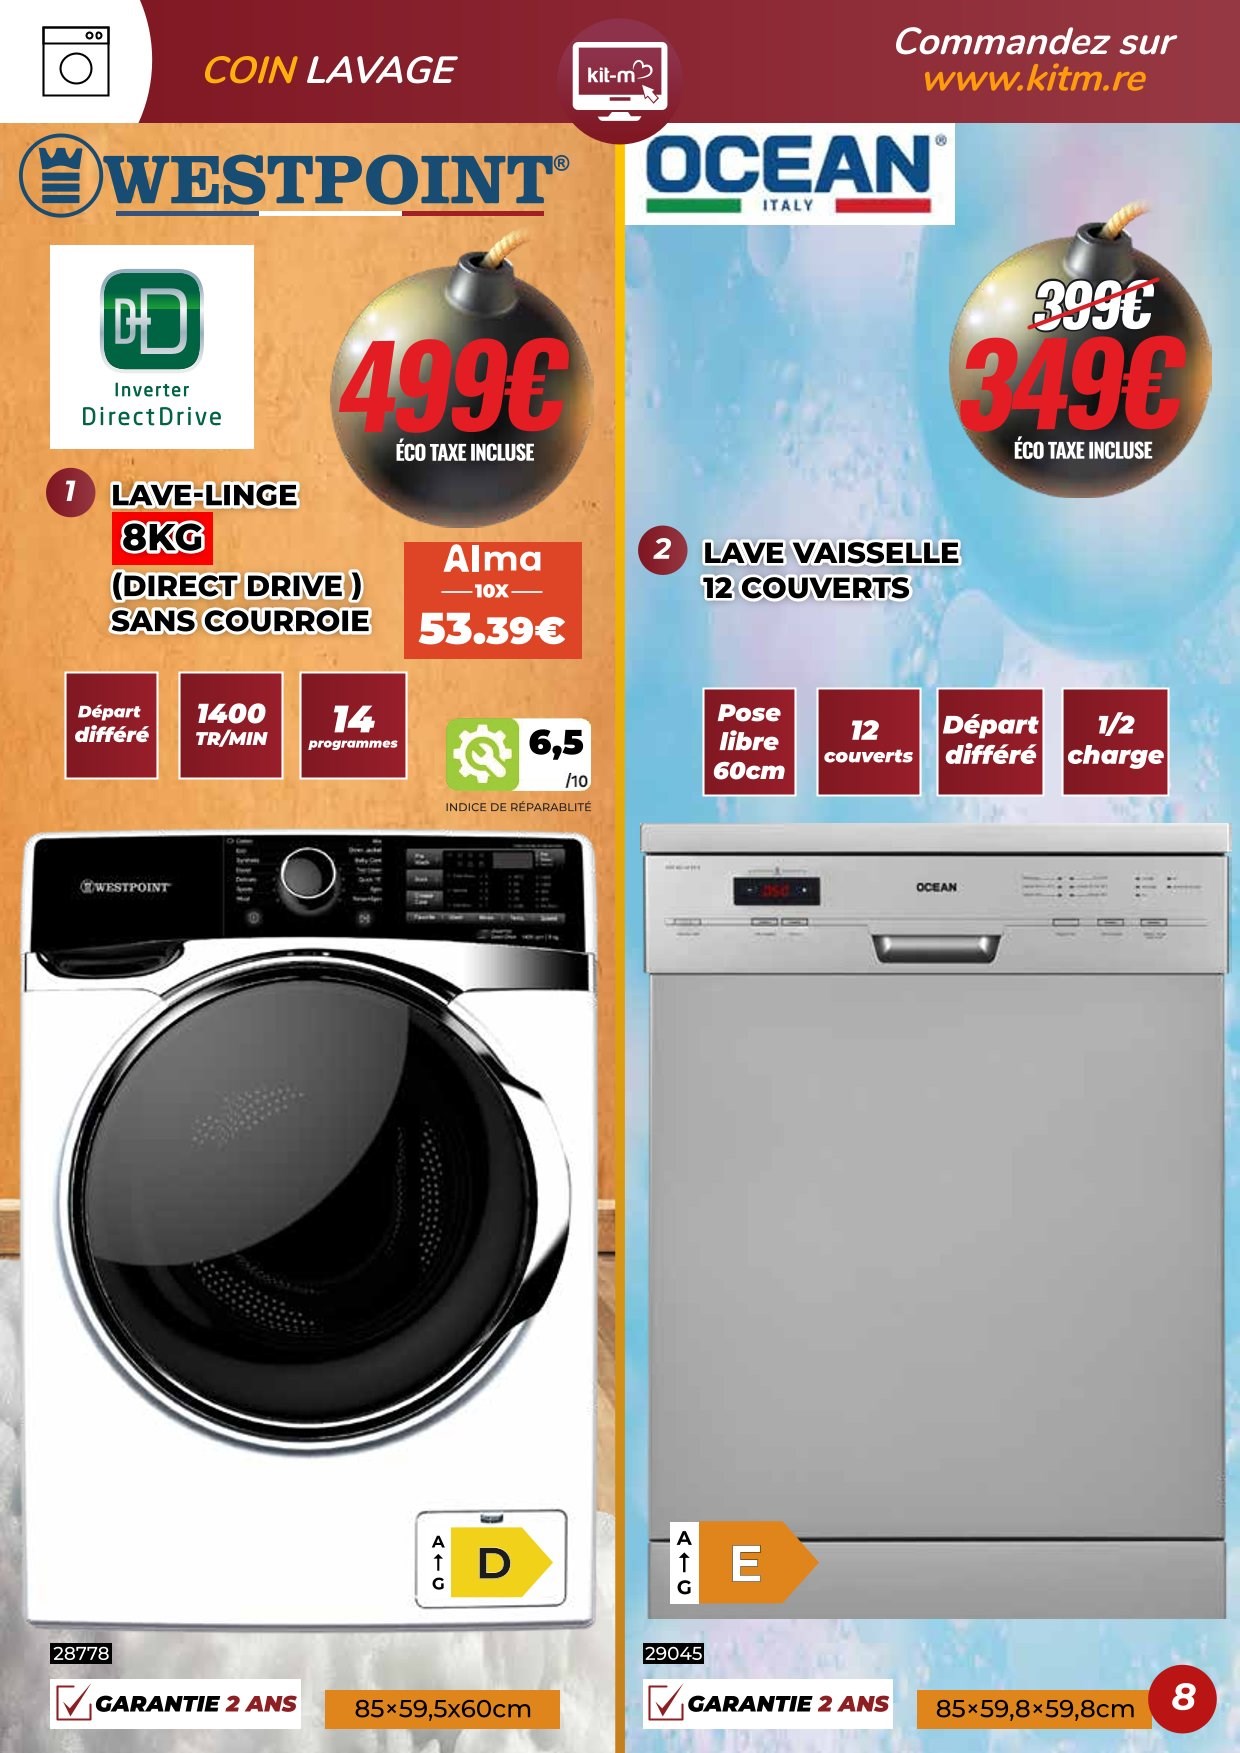 COIN LAVAGE
kit-m
Commandez sur
www.kitm.re
WESTPOINT®
Inverter
DirectDrive
499€
ÉCO TAXE INCLUSE
1
LAVE-LINGE
8KG
(DIRECT DRIVE )
SANS COURROIE
Alma
10X
53.39€
Départ
différé
1400
TR/MIN
14
programmes
6,5
/10
INDICE DE RÉPARABLITÉ
WESTPOINT
A
↑
G
D
28778
GARANTIE 2 ANS
85×59,5x60cm
OCEAN®
ITALY
399€
349€
ÉCO TAXE INCLUSE
2
LAVE VAISSELLE
12 COUVERTS
Pose
libre
60cm
12
couverts
Départ
différé
1/2
charge
OCEAN
A
↑
G
E
29045
GARANTIE 2 ANS
85×59,8×59,8cm
8